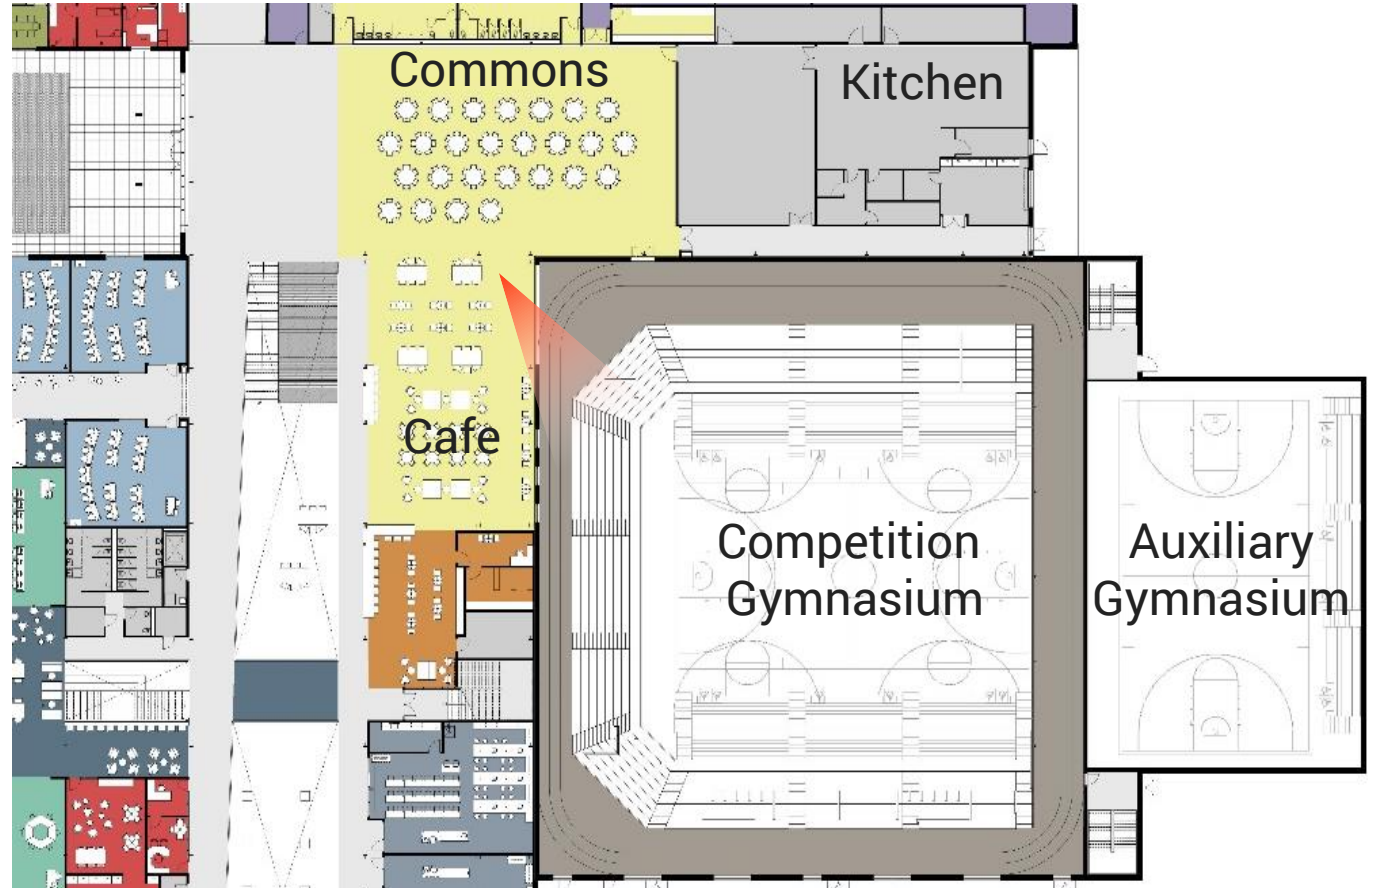 Commons
Kitchen
Cafe
Competition
Gymnasium
Auxiliary
Gymnasium